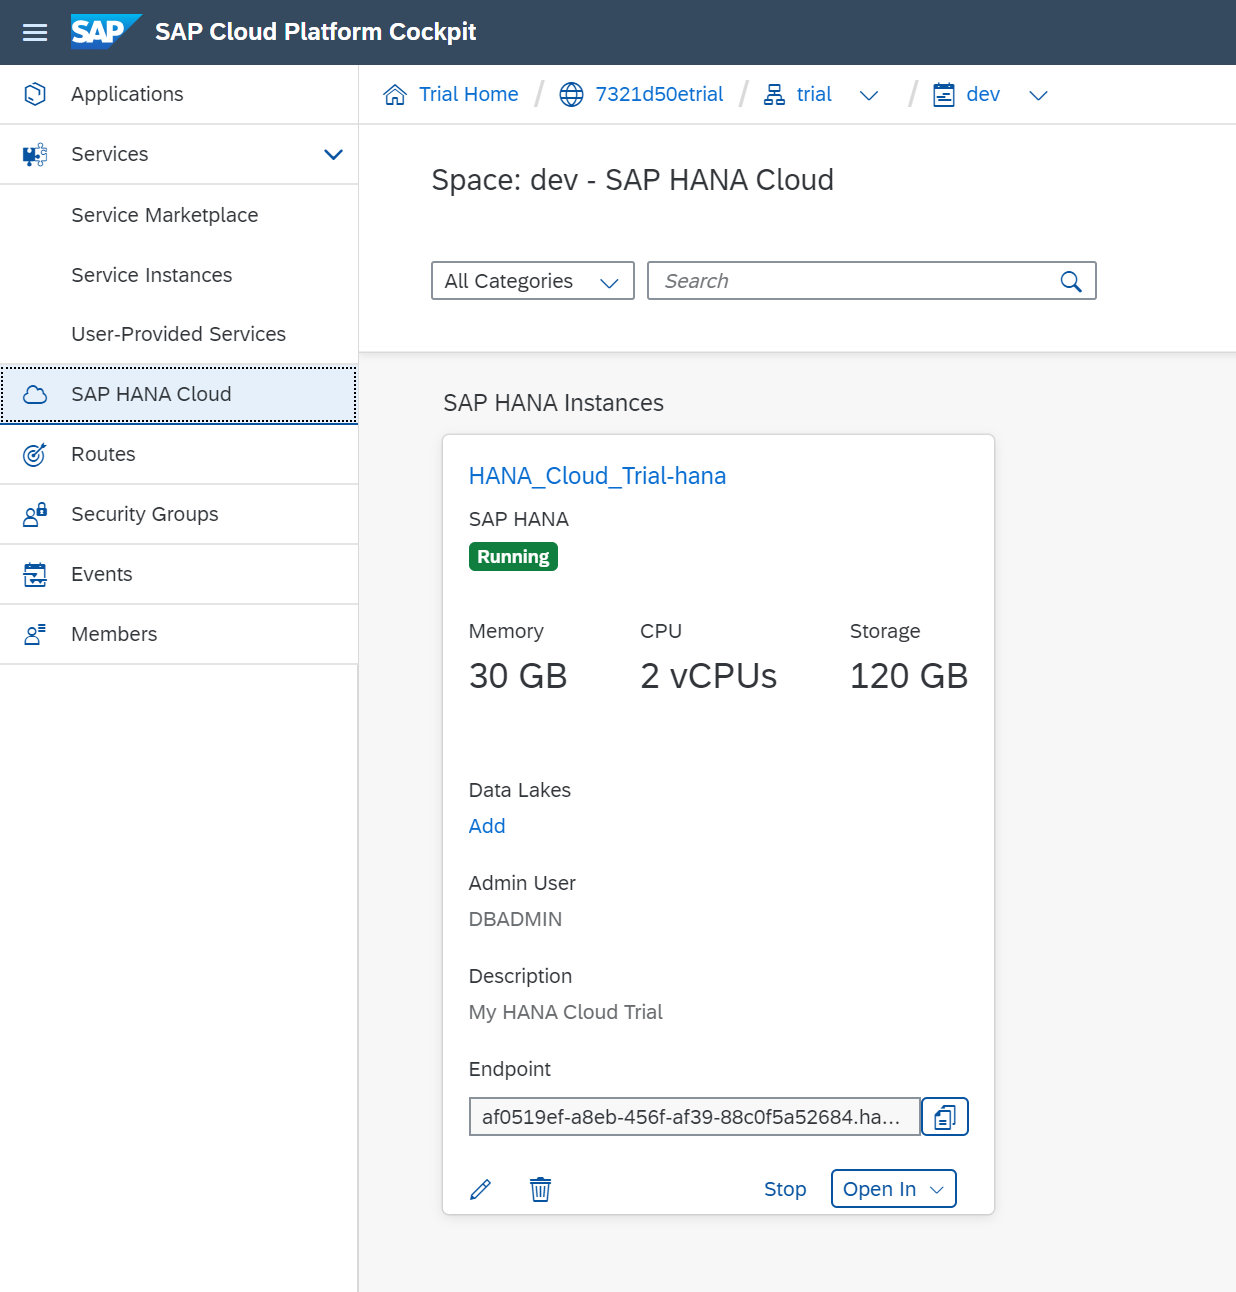 SAP SAP Cloud Platform Cockpit
Applications
Services
Service Marketplace
Service Instances
User-Provided Services
SAP HANA Cloud
Routes
Security Groups
Events
Members
Trial Home / 7321d50etrial / trial / dev
Space: dev - SAP HANA Cloud
All Categories Search
SAP HANA Instances
HANA_Cloud_Trial-hana
SAP HANA
Running
Memory CPU Storage
30 GB 2 vCPUs 120 GB
Data Lakes
Add
Admin User
DBADMIN
Description
My HANA Cloud Trial
Endpoint
af0519ef-a8eb-456f-af39-88c0f5a52684.ha...
Stop Open In